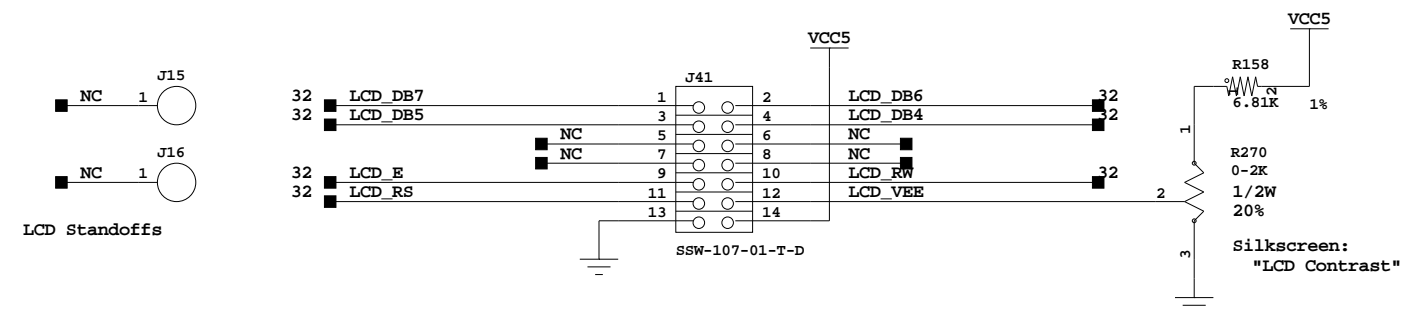 VCC5
VCC5
J15
J41
R158
NC 1
32 LCD_DB7 1 2 LCD_DB6 32
1 2
6.81K 1%
32 LCD_DB5 3 4 LCD_DB4 32
NC 5 6 NC
1
J16
NC 7 8 NC
R270
NC 1
32 LCD_E 9 10 LCD_RW 32
0-2K
32 LCD_RS 11 12 LCD_VEE 2
1/2W
13 14
20%
LCD Standoffs
SSW-107-01-T-D
3
Silkscreen:
"LCD Contrast"